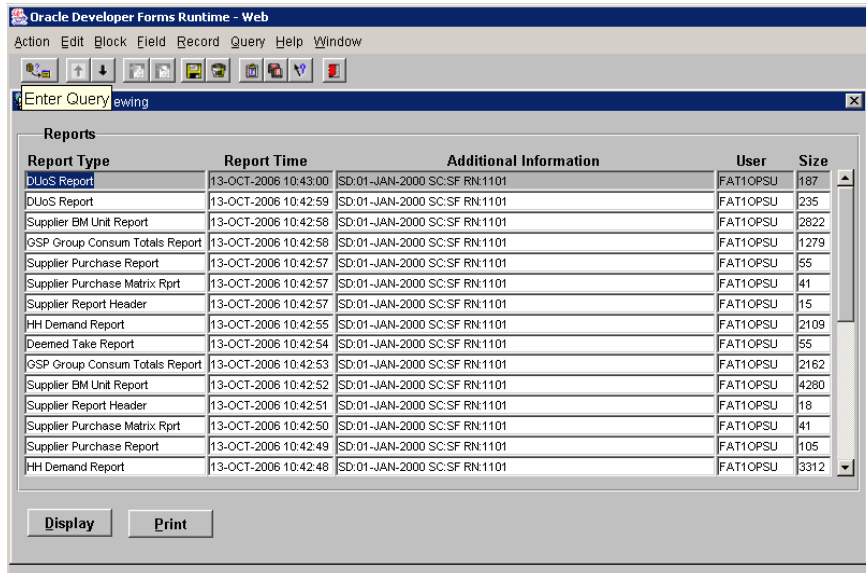 Oracle Developer Forms Runtime - Web
Action Edit Block Field Record Query Help Window
Enter Query ewing
Reports
Report Type Report Time Additional Information User Size
DUoS Report 13-OCT-2006 10:43:00 SD:01-JAN-2000 SC:SF RN:1101 FAT1OPSU 187
DUoS Report 13-OCT-2006 10:42:59 SD:01-JAN-2000 SC:SF RN:1101 FAT1OPSU 235
Supplier BM Unit Report 13-OCT-2006 10:42:58 SD:01-JAN-2000 SC:SF RN:1101 FAT1OPSU 2822
GSP Group Consum Totals Report 13-OCT-2006 10:42:58 SD:01-JAN-2000 SC:SF RN:1101 FAT1OPSU 1279
Supplier Purchase Report 13-OCT-2006 10:42:57 SD:01-JAN-2000 SC:SF RN:1101 FAT1OPSU 55
Supplier Purchase Matrix Rprt 13-OCT-2006 10:42:57 SD:01-JAN-2000 SC:SF RN:1101 FAT1OPSU 41
Supplier Report Header 13-OCT-2006 10:42:57 SD:01-JAN-2000 SC:SF RN:1101 FAT1OPSU 15
HH Demand Report 13-OCT-2006 10:42:55 SD:01-JAN-2000 SC:SF RN:1101 FAT1OPSU 2109
Deemed Take Report 13-OCT-2006 10:42:54 SD:01-JAN-2000 SC:SF RN:1101 FAT1OPSU 55
GSP Group Consum Totals Report 13-OCT-2006 10:42:53 SD:01-JAN-2000 SC:SF RN:1101 FAT1OPSU 2162
Supplier BM Unit Report 13-OCT-2006 10:42:52 SD:01-JAN-2000 SC:SF RN:1101 FAT1OPSU 4280
Supplier Report Header 13-OCT-2006 10:42:51 SD:01-JAN-2000 SC:SF RN:1101 FAT1OPSU 18
Supplier Purchase Matrix Rprt 13-OCT-2006 10:42:50 SD:01-JAN-2000 SC:SF RN:1101 FAT1OPSU 41
Supplier Purchase Report 13-OCT-2006 10:42:49 SD:01-JAN-2000 SC:SF RN:1101 FAT1OPSU 105
HH Demand Report 13-OCT-2006 10:42:48 SD:01-JAN-2000 SC:SF RN:1101 FAT1OPSU 3312
Display Print